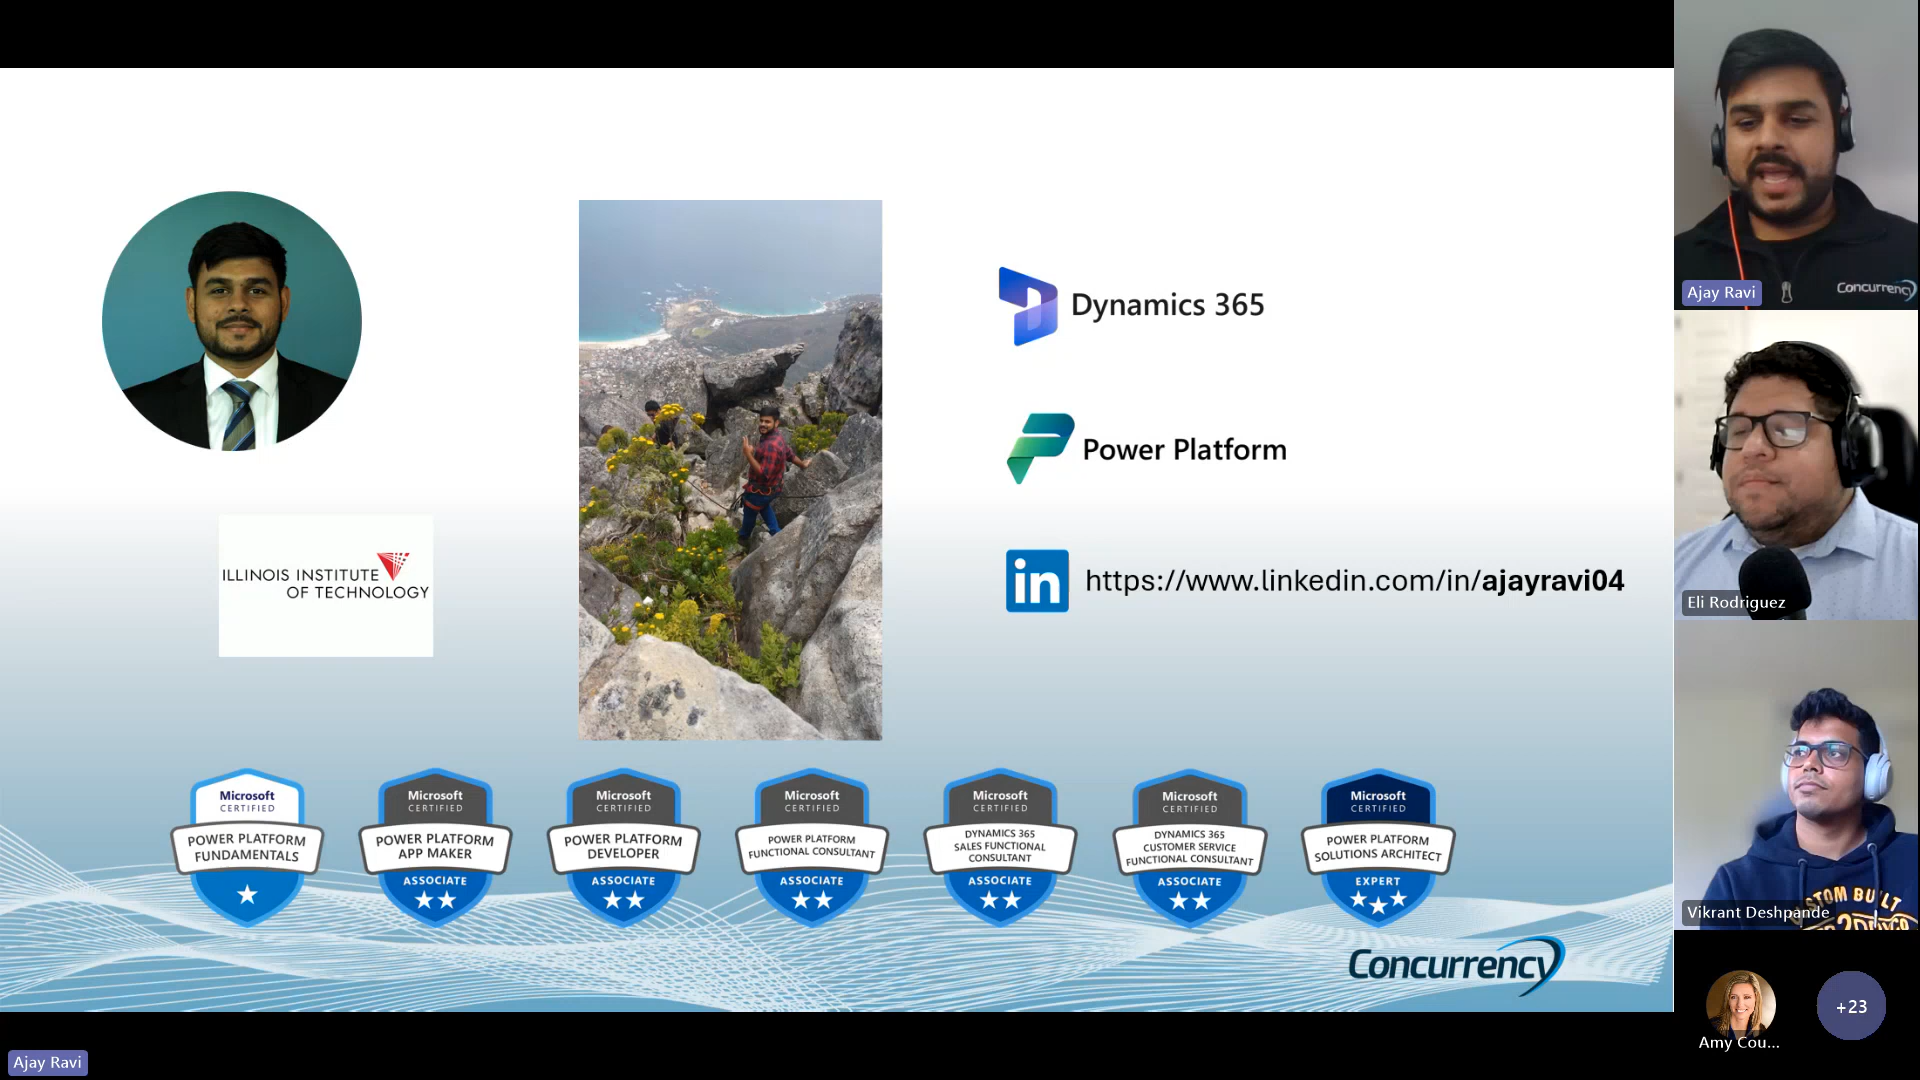 Dynamics 365
Power Platform
https://www.linkedin.com/in/ajayravi04
ILLINOIS INSTITUTE
OF TECHNOLOGY
Microsoft
CERTIFIED
POWER PLATFORM
FUNDAMENTALS
Microsoft
CERTIFIED
POWER PLATFORM
APP MAKER
ASSOCIATE
Microsoft
CERTIFIED
POWER PLATFORM
DEVELOPER
ASSOCIATE
Microsoft
CERTIFIED
POWER PLATFORM
FUNCTIONAL CONSULTANT
ASSOCIATE
Microsoft
CERTIFIED
DYNAMICS 365
SALES FUNCTIONAL
CONSULTANT
ASSOCIATE
Microsoft
CERTIFIED
DYNAMICS 365
CUSTOMER SERVICE
FUNCTIONAL CONSULTANT
ASSOCIATE
Microsoft
CERTIFIED
POWER PLATFORM
SOLUTIONS ARCHITECT
EXPERT
Concurrency
Ajay Ravi
Ajay Ravi
Concurrency
Eli Rodriguez
Vikrant Deshpande
BUILT
Amy Cou...
+23